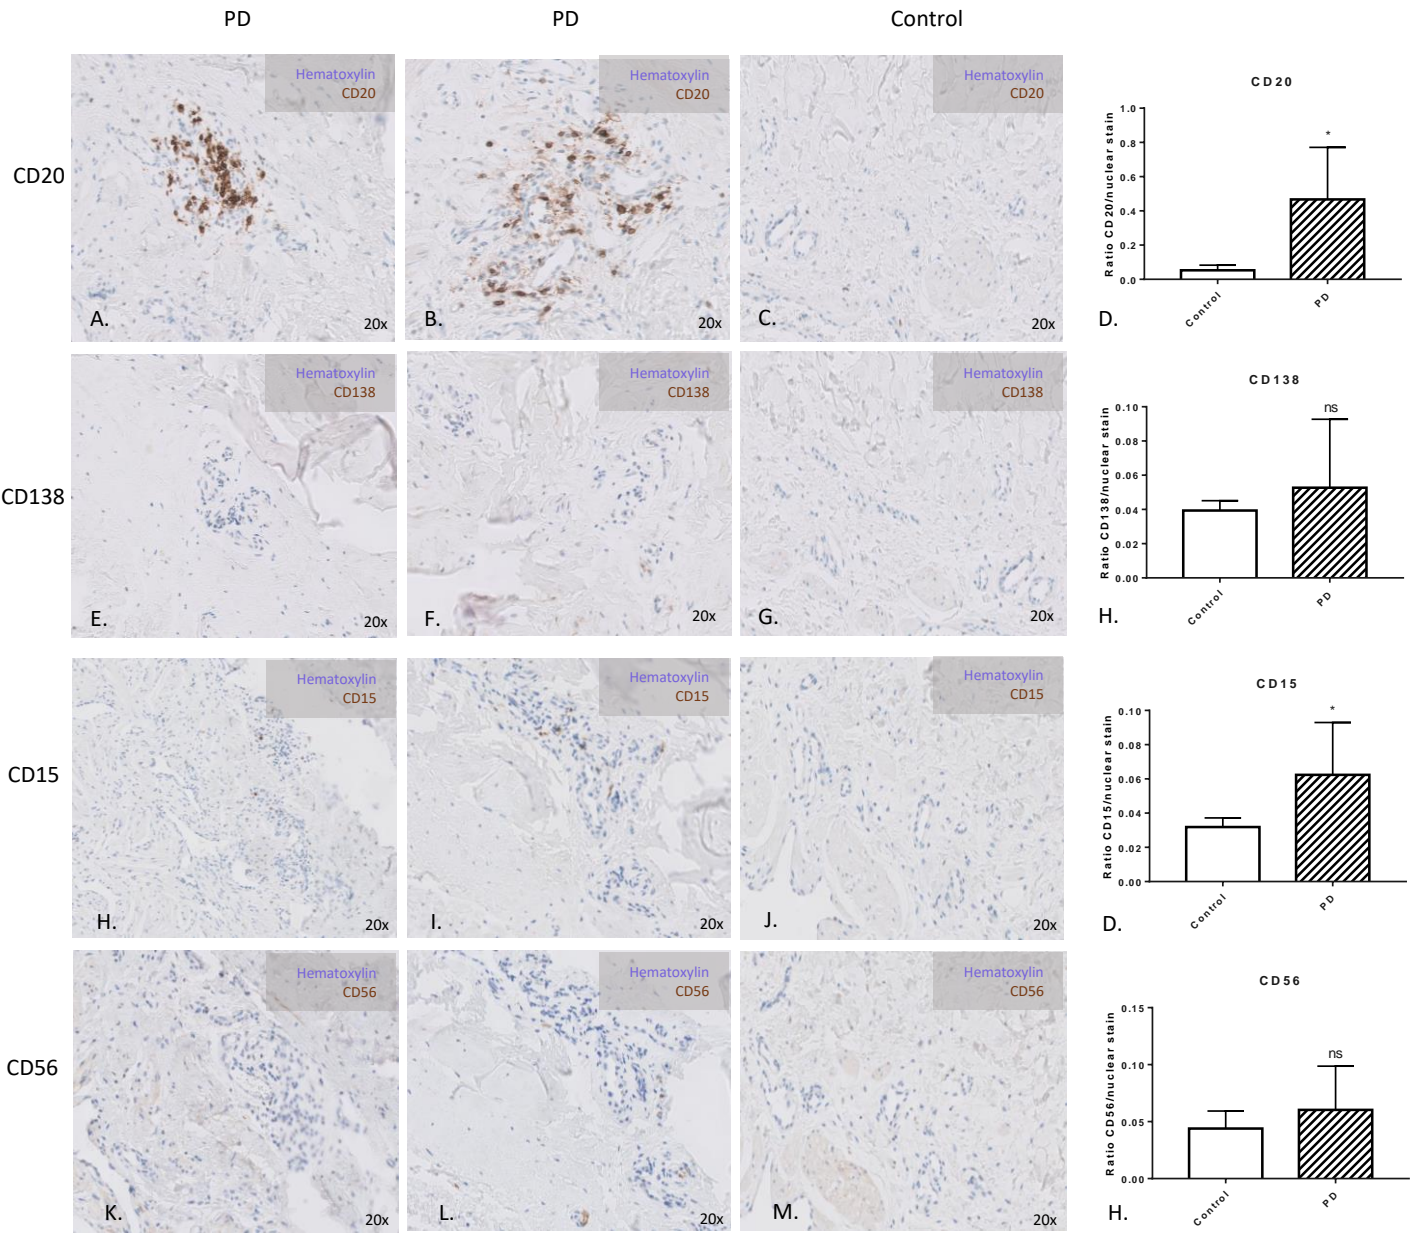 PD
PD
Control
CD20
Hematoxylin
CD20
A.
20x
Hematoxylin
CD20
B.
20x
Hematoxylin
CD20
C.
20x
CD20
Ratio CD20/nuclear stain
1.0
0.8
0.6
0.4
0.2
0.0
*
Control
PD
D.
CD138
Hematoxylin
CD138
E.
20x
Hematoxylin
CD138
F.
20x
Hematoxylin
CD138
G.
20x
CD138
Ratio CD138/nuclear stain
0.10
0.08
0.06
0.04
0.02
0.00
ns
Control
PD
H.
CD15
Hematoxylin
CD15
H.
20x
Hematoxylin
CD15
I.
20x
Hematoxylin
CD15
J.
20x
CD15
Ratio CD15/nuclear stain
0.10
0.08
0.06
0.04
0.02
0.00
*
Control
PD
D.
CD56
Hematoxylin
CD56
K.
20x
Hematoxylin
CD56
L.
20x
Hematoxylin
CD56
M.
20x
CD56
Ratio CD56/nuclear stain
0.15
0.10
0.05
0.00
ns
Control
PD
H.